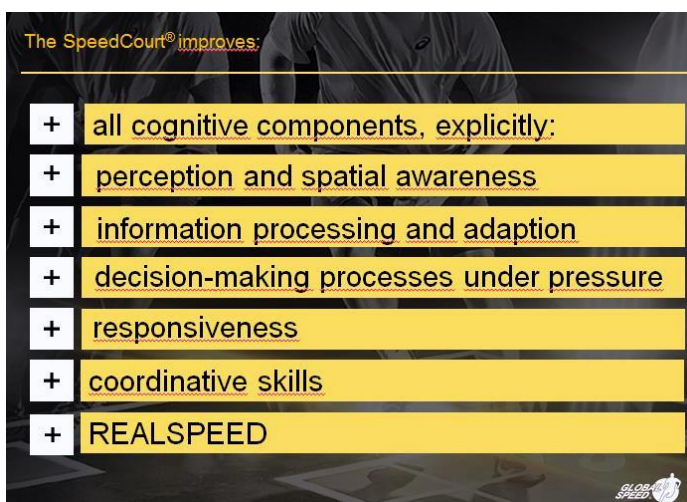 The SpeedCourt® improves:
+ all cognitive components, explicitly:
+ perception and spatial awareness
+ information processing and adaption
+ decision-making processes under pressure
+ responsiveness
+ coordinative skills
+ REALSPEED
GLOBAL
SPEED